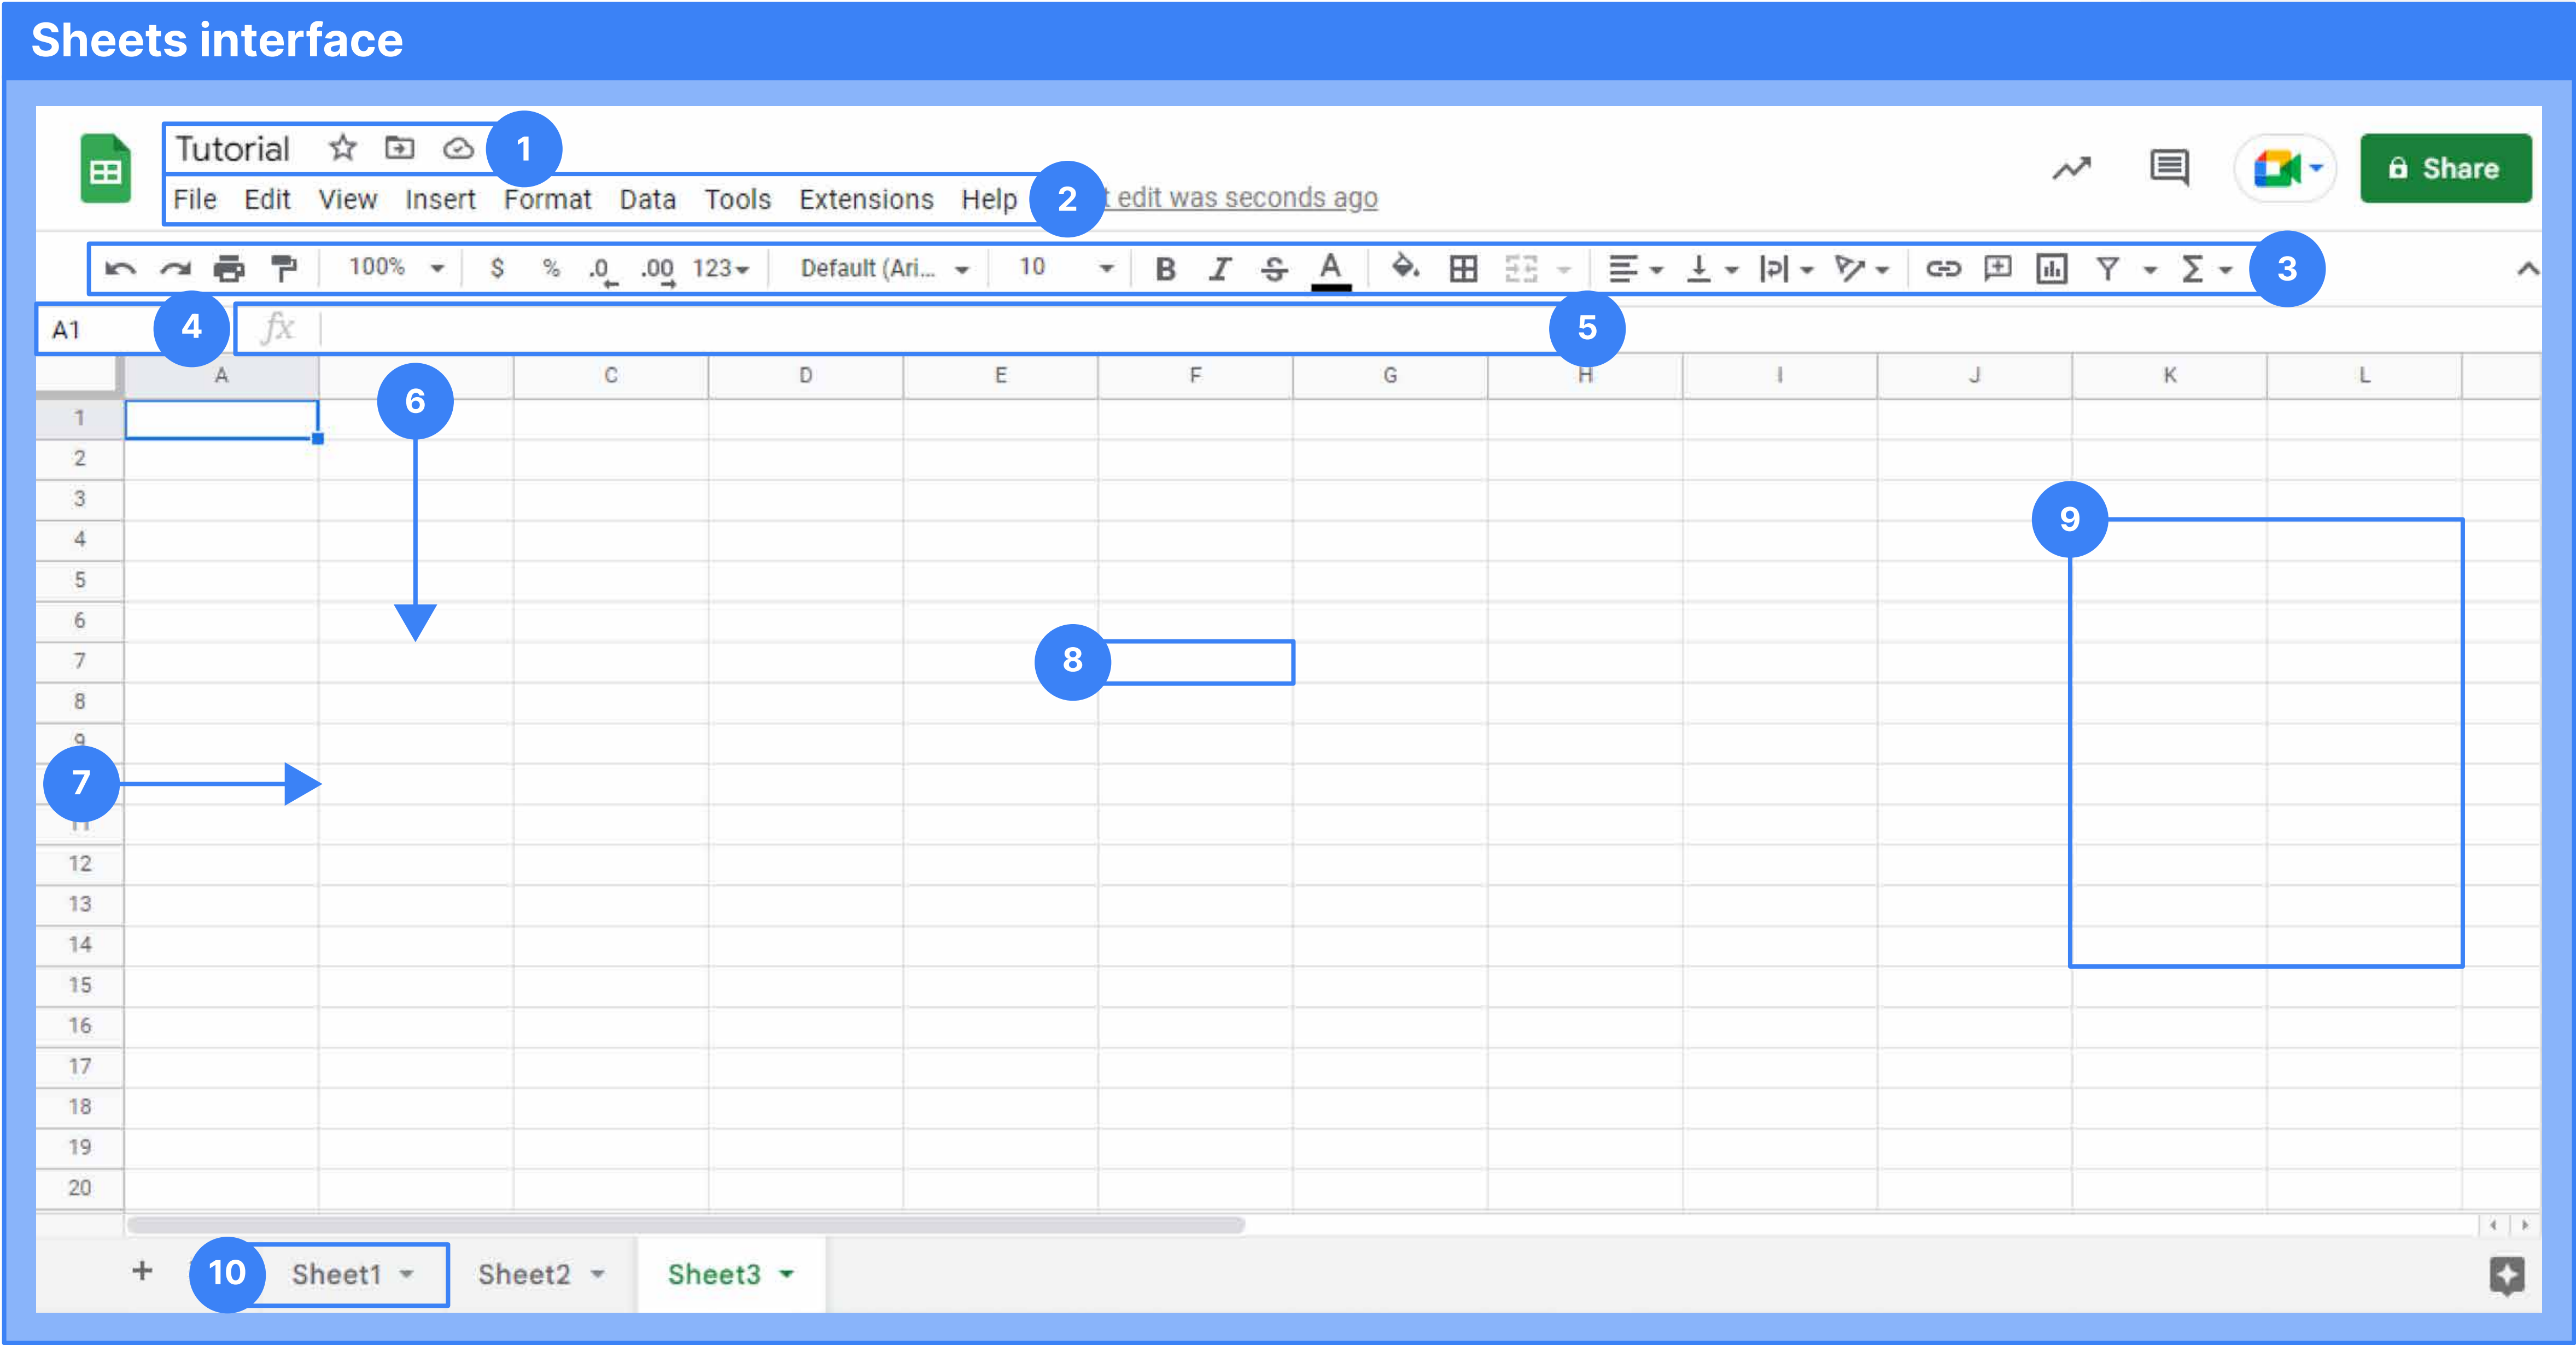 Sheets interface
Tutorial 1
File Edit View Insert Format Data Tools Extensions Help 2 t edit was seconds ago
Share
100% $ % .0 .00 123 Default (Ari... 10 B I S A 3
A1 4 fx 5
A C D E F G H I J K L
6
1
2
3
9
4
5
6
7 8
8
9
7
11
12
13
14
15
16
17
18
19
20
+ 10 Sheet1 Sheet2 Sheet3